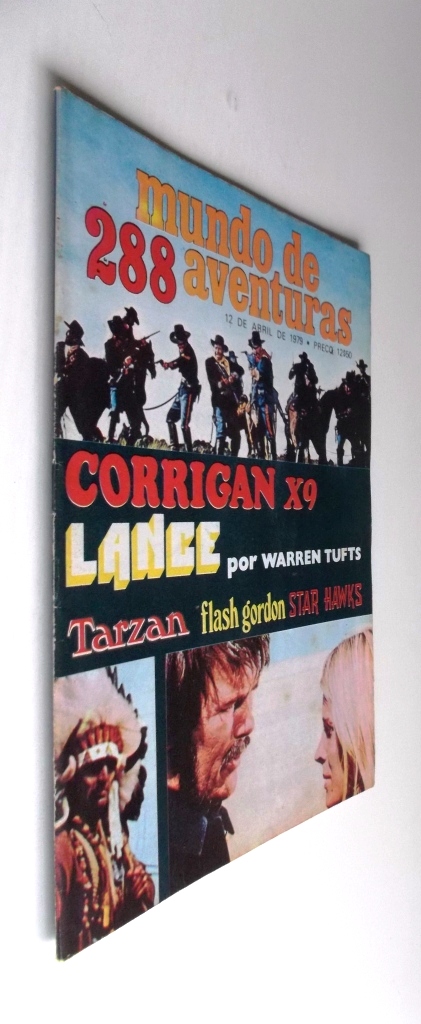 mundo de
288 aventuras
12 DE ABRIL DE 1979 • PREÇO 12$50
CORRIGAN X9
LANCE por WARREN TUFTS
Tarzan flash gordon STAR HAWKS